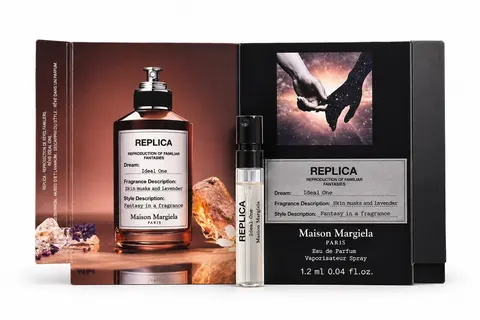 REPLICA
REPRODUCTION OF FAMILIAR
FANTASIES
Dream:
Ideal One
Fragrance Description:
Skin musks and lavender
Style Description:
Fantasy in a fragrance
Maison Margiela
PARIS
REPLICA
Ideal One
Maison Margiela
REPLICA
REPRODUCTION OF FAMILIAR
FANTASIES
Dream: Ideal One
Fragrance Description: Skin musks and lavender
Style Description: Fantasy in a fragrance
Maison Margiela
PARIS
Eau de Parfum
Vaporisateur Spray
1.2 ml 0.04 fl.oz.